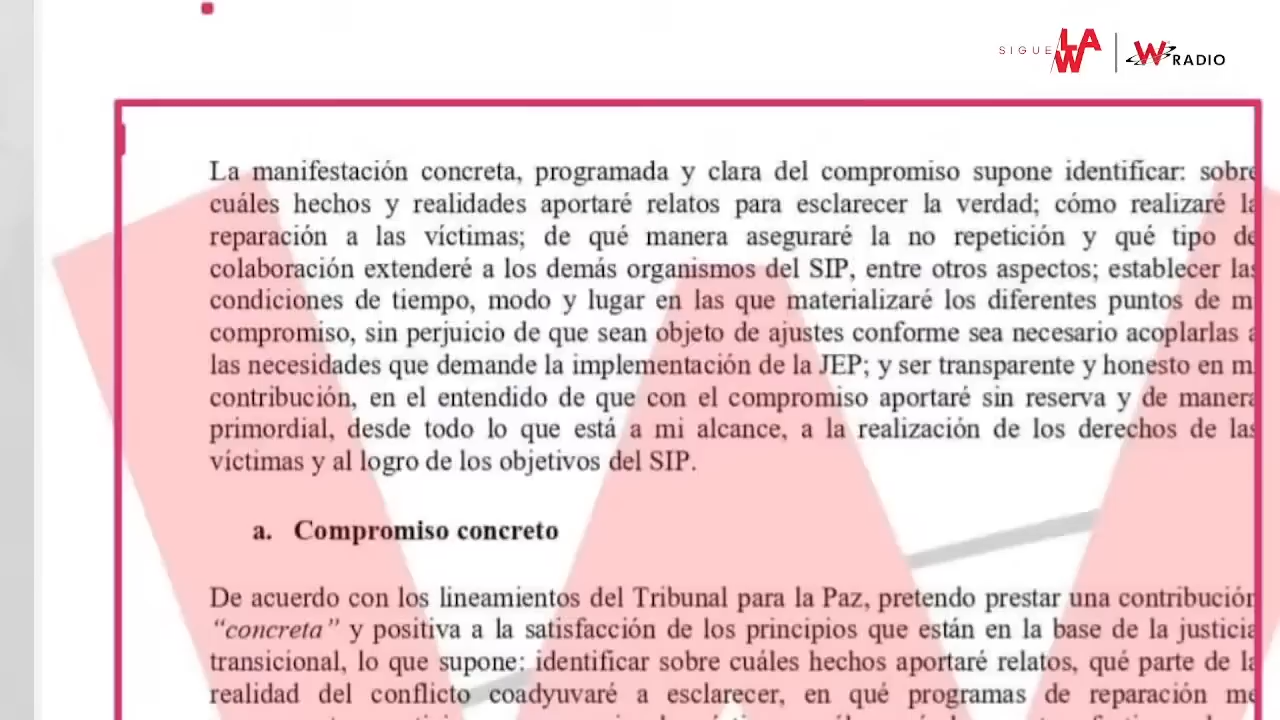 SIGUE LA W
W RADIO
La manifestación concreta, programada y clara del compromiso supone identificar: sobre
cuáles hechos y realidades aportaré relatos para esclarecer la verdad; cómo realizaré la
reparación a las víctimas; de qué manera aseguraré la no repetición y qué tipo de
colaboración extenderé a los demás organismos del SIP, entre otros aspectos; establecer las
condiciones de tiempo, modo y lugar en las que materializaré los diferentes puntos de m
compromiso, sin perjuicio de que sean objeto de ajustes conforme sea necesario acoplarlas a
las necesidades que demande la implementación de la JEP; y ser transparente y honesto en m
contribución, en el entendido de que con el compromiso aportaré sin reserva y de manera
primordial, desde todo lo que está a mi alcance, a la realización de los derechos de las
víctimas y al logro de los objetivos del SIP.
a. Compromiso concreto
De acuerdo con los lineamientos del Tribunal para la Paz, pretendo prestar una contribución
“concreta” y positiva a la satisfacción de los principios que están en la base de la justicia
transicional, lo que supone: identificar sobre cuáles hechos aportaré relatos, qué parte de la
realidad del conflicto coadyuvaré a esclarecer, en qué programas de reparación me